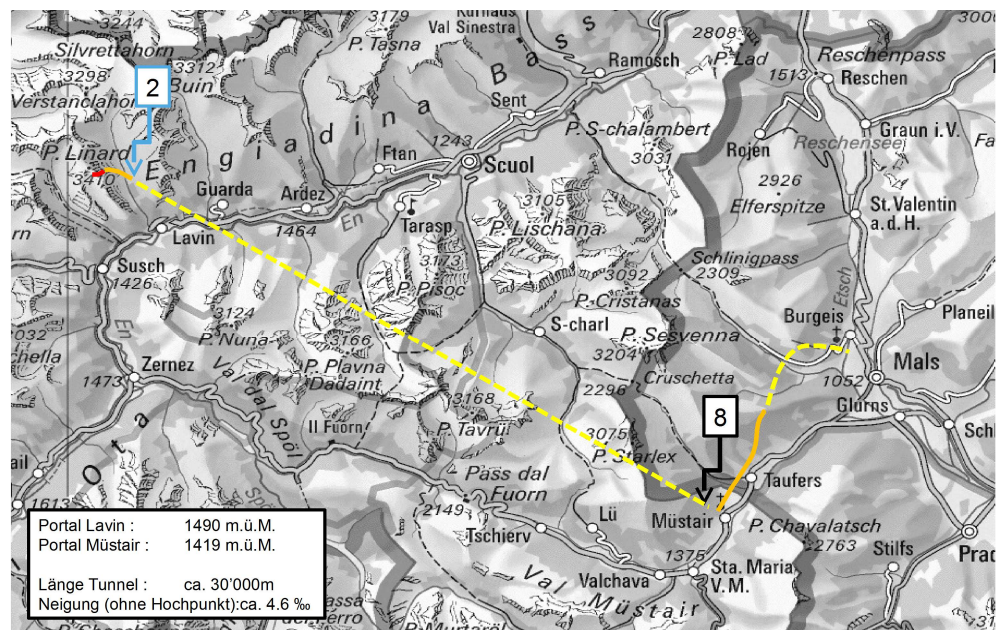 3244
3179
Kurhaus
Val Sinestra
3000
Silvrettahorn
P. Tasna
2808
P. Lad
Reschenpass
3298
3312
Buin
Ramosch
1513
Reschen
Verstanclahorn
2
B a s s a
Sent
P. S-chalambert
Graun i. V.
P. Linard
3410
E n g i a d i n a
1243
Ftan
Scuol
3031
Rojen
Reschensee
Guarda
Ardez
Tarasp
3105
P. Lischana
2926
Elferspitze
St. Valentin
a. d. H.
Lavin
1464
En
3173
P. Pisoc
Schlinigpass
2309
Susch
1426
3092
P. Cristanas
Etsch
Burgeis
Planeil
En
3124
P. Nuna
3166
P. Plavna
Dadaint
S-charl
P. Sesvenna
3204
Mals
1052
Zernez
1473
Val dal Spöl
2296
Cruschetta
Glurns
3168
P. Tavrü
8
Il Fuorn
3075
P. Starlex
Pass dal
Fuorn
2149
Taufers
1613
Lü
Müstair
P. Chavalatsch
2763
Tschierv
1375
Sta. Maria
V. M.
Stilfs
Valchava
Val Müstair
Portal Lavin : 1490 m.ü.M.
Portal Müstair : 1419 m.ü.M.
Länge Tunnel : ca. 30'000m
Neigung (ohne Hochpunkt):ca. 4.6 ‰